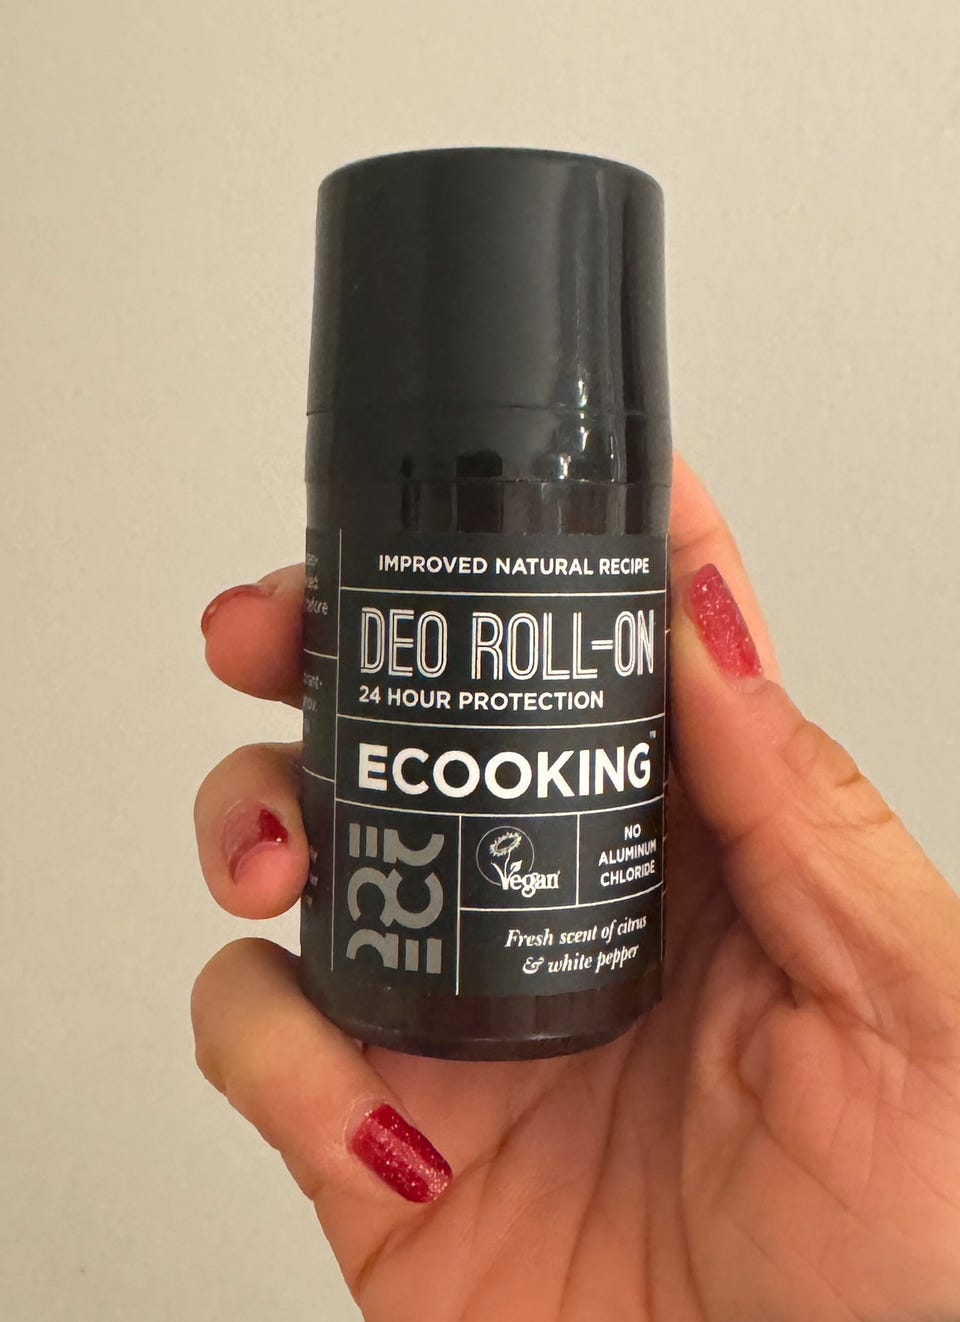 IMPROVED NATURAL RECIPE
DEO ROLL-ON
24 HOUR PROTECTION
ECOOKING™
Vegan
NO
ALUMINUM
CHLORIDE
Fresh scent of citrus
& white pepper